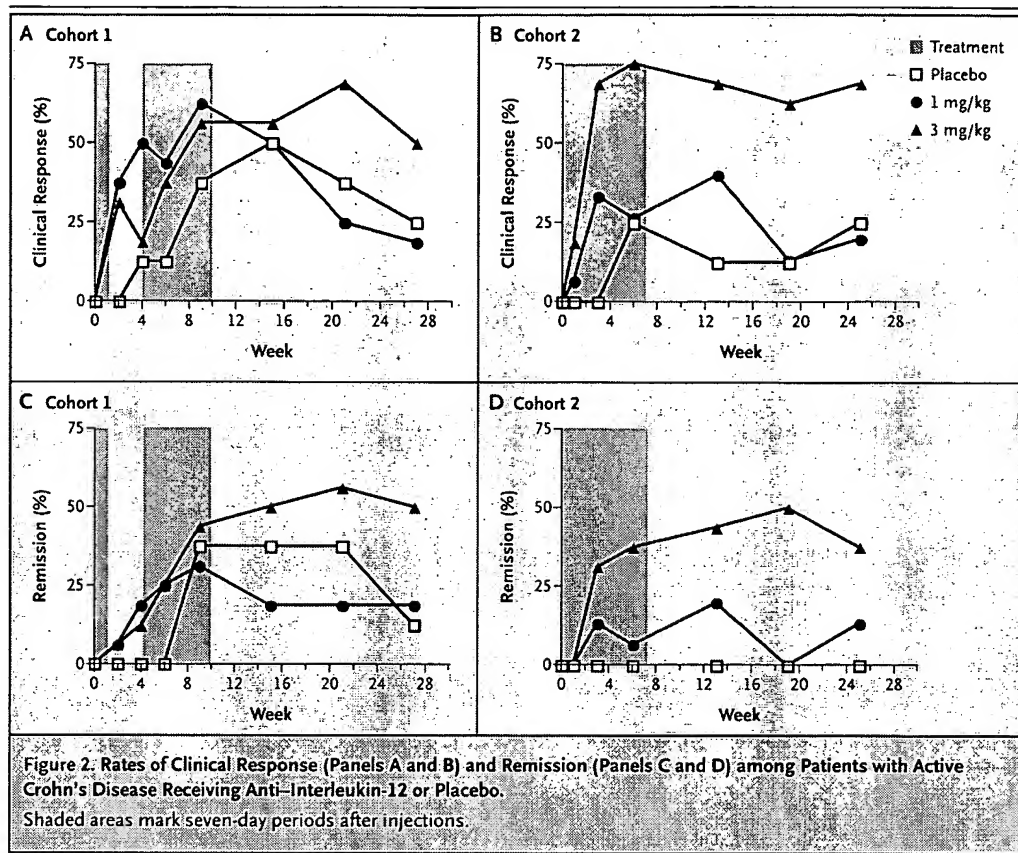 A Cohort 1
75
50
25
0
Clinical Response (%)
0 4 8 12 16 20 24 28
Week
B Cohort 2
75
50
25
0
Clinical Response (%)
0 4 8 13 16 20 24 28
Week
Treatment
Placebo
1 mg/kg
3 mg/kg
C Cohort 1
75
50
25
0
Remission (%)
0 4 8 12 16 20 24 28
Week
D Cohort 2
75
50
25
0
Remission (%)
0 4 8 13 16 20 24 28
Week
Figure 2. Rates of Clinical Response (Panels A and B) and Remission (Panels C and D) among Patients with Active
Crohn's Disease Receiving Anti–Interleukin-12 or Placebo.
Shaded areas mark seven-day periods after injections.